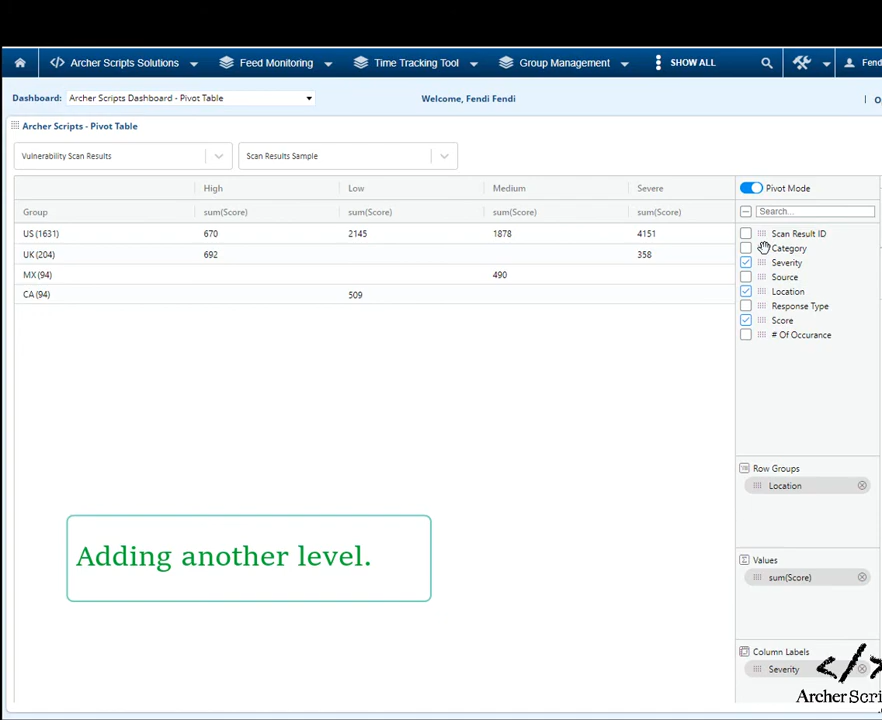 Archer Scripts Solutions Feed Monitoring Time Tracking Tool Group Management SHOW ALL Fend
Dashboard: Archer Scripts Dashboard - Pivot Table Welcome, Fendi Fendi
Archer Scripts - Pivot Table
Vulnerability Scan Results Scan Results Sample
High Low Medium Severe
Group sum(Score) sum(Score) sum(Score) sum(Score)
US (1631) 670 2145 1878 4151
UK (204) 692 358
MX (94) 490
CA (94) 509
Pivot Mode
Search...
Scan Result ID
Category
Severity
Source
Location
Response Type
Score
# Of Occurance
Row Groups
Location
Values
sum(Score)
Column Labels
Severity
Adding another level.
</>
Archer Scri